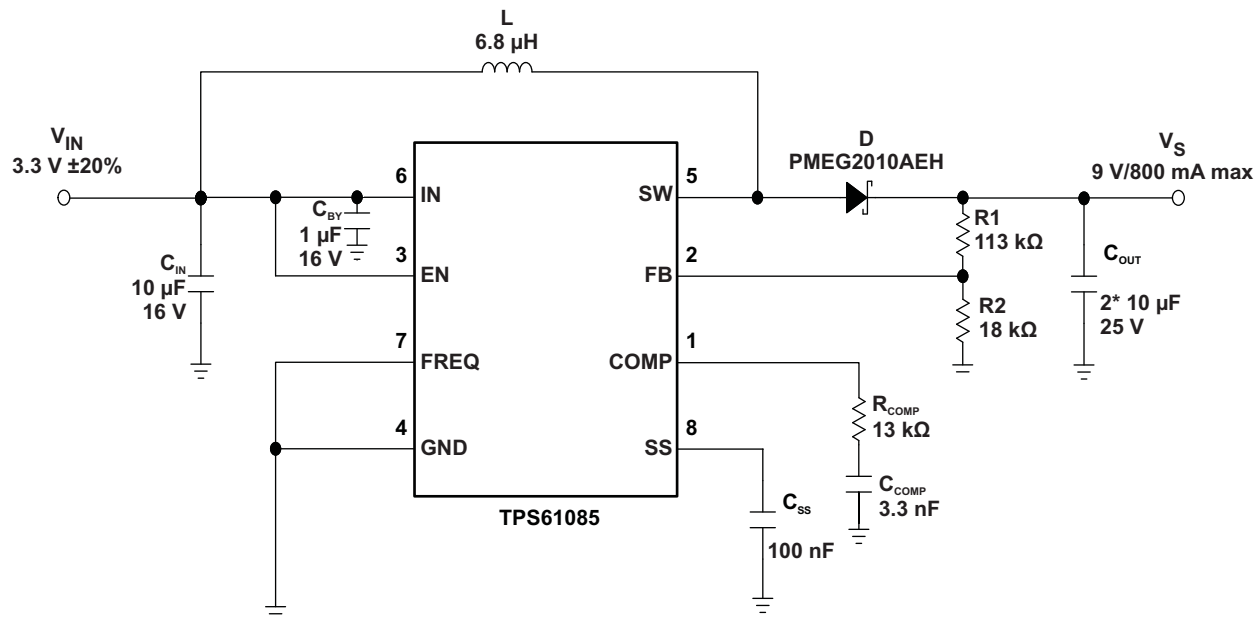 L
6.8 µH
V_IN
3.3 V ±20%
D
PMEG2010AEH
V_S
9 V/800 mA max
6
IN
SW
5
C_BY
1 µF
16 V
R1
113 kΩ
C_IN
10 µF
16 V
3
EN
FB
2
C_OUT
2* 10 µF
25 V
R2
18 kΩ
7
FREQ
COMP
1
R_COMP
13 kΩ
4
GND
SS
8
C_COMP
3.3 nF
C_SS
100 nF
TPS61085